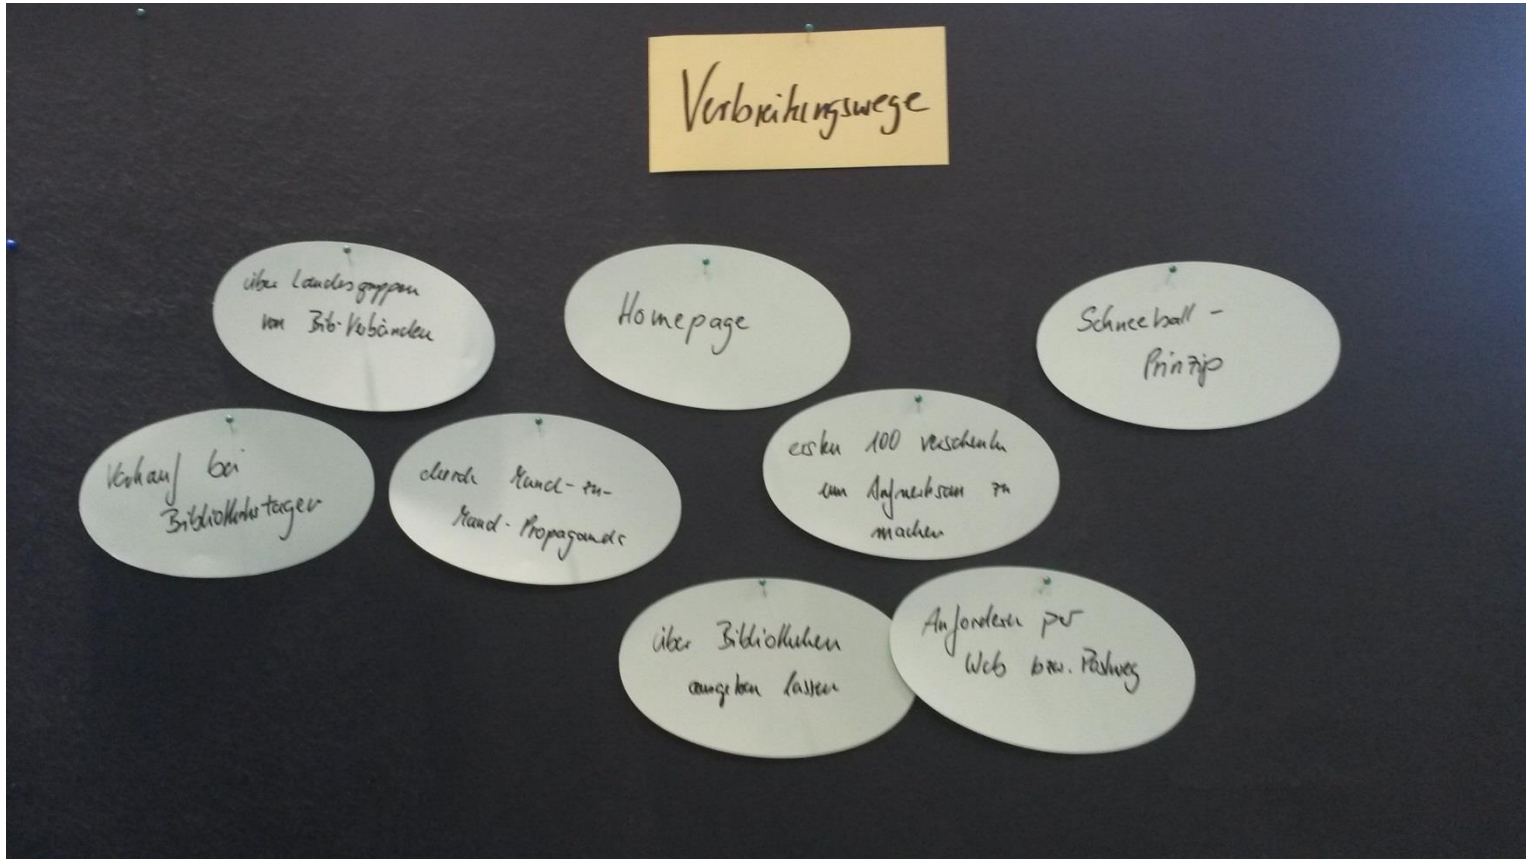 Verbreitungswege
über Landesgruppen
von Bib-Verbänden
Homepage
Schneeball-
Prinzip
Verkauf bei
Bibliothekstagen
durch Mund-zu-
Mund-Propaganda
ersten 100 verschenken
um Aufmerksam zu
machen
über Bibliotheken
ausgeben lassen
Anfordern per
Web bzw. Postweg